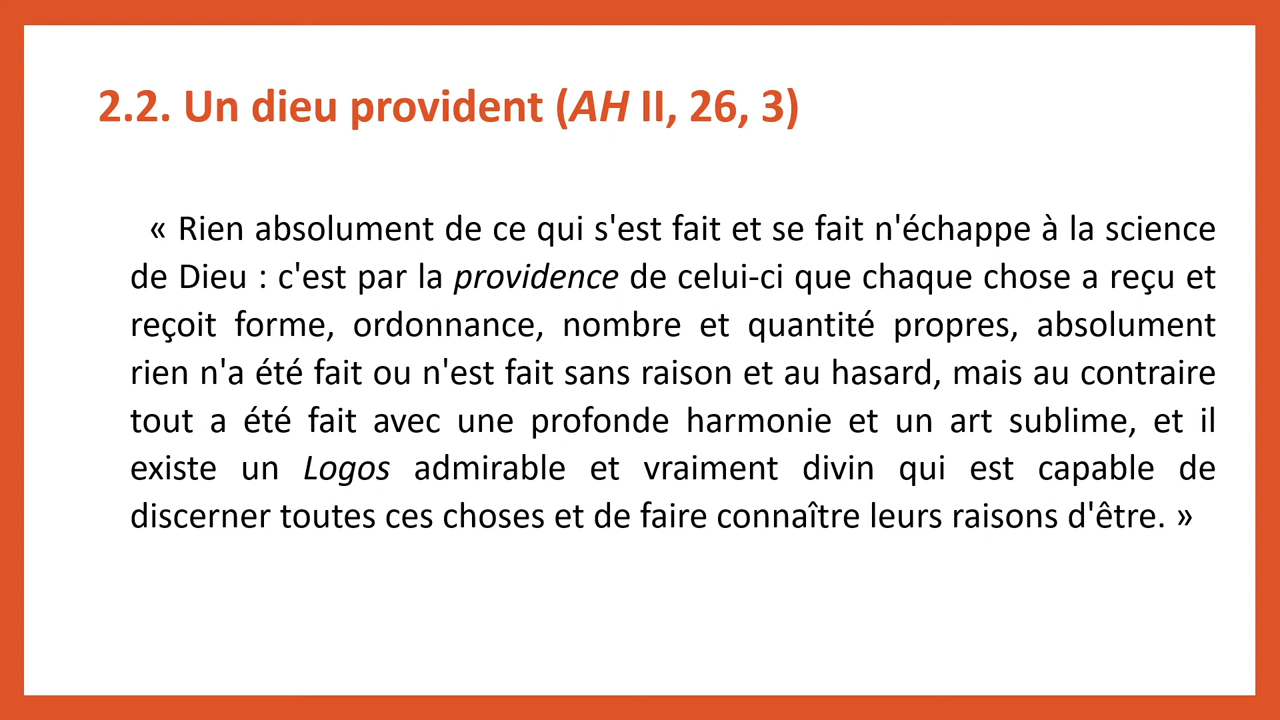 2.2. Un dieu provident (AH II, 26, 3)
« Rien absolument de ce qui s'est fait et se fait n'échappe à la science
de Dieu : c'est par la providence de celui-ci que chaque chose a reçu et
reçoit forme, ordonnance, nombre et quantité propres, absolument
rien n'a été fait ou n'est fait sans raison et au hasard, mais au contraire
tout a été fait avec une profonde harmonie et un art sublime, et il
existe un Logos admirable et vraiment divin qui est capable de
discerner toutes ces choses et de faire connaître leurs raisons d'être. »